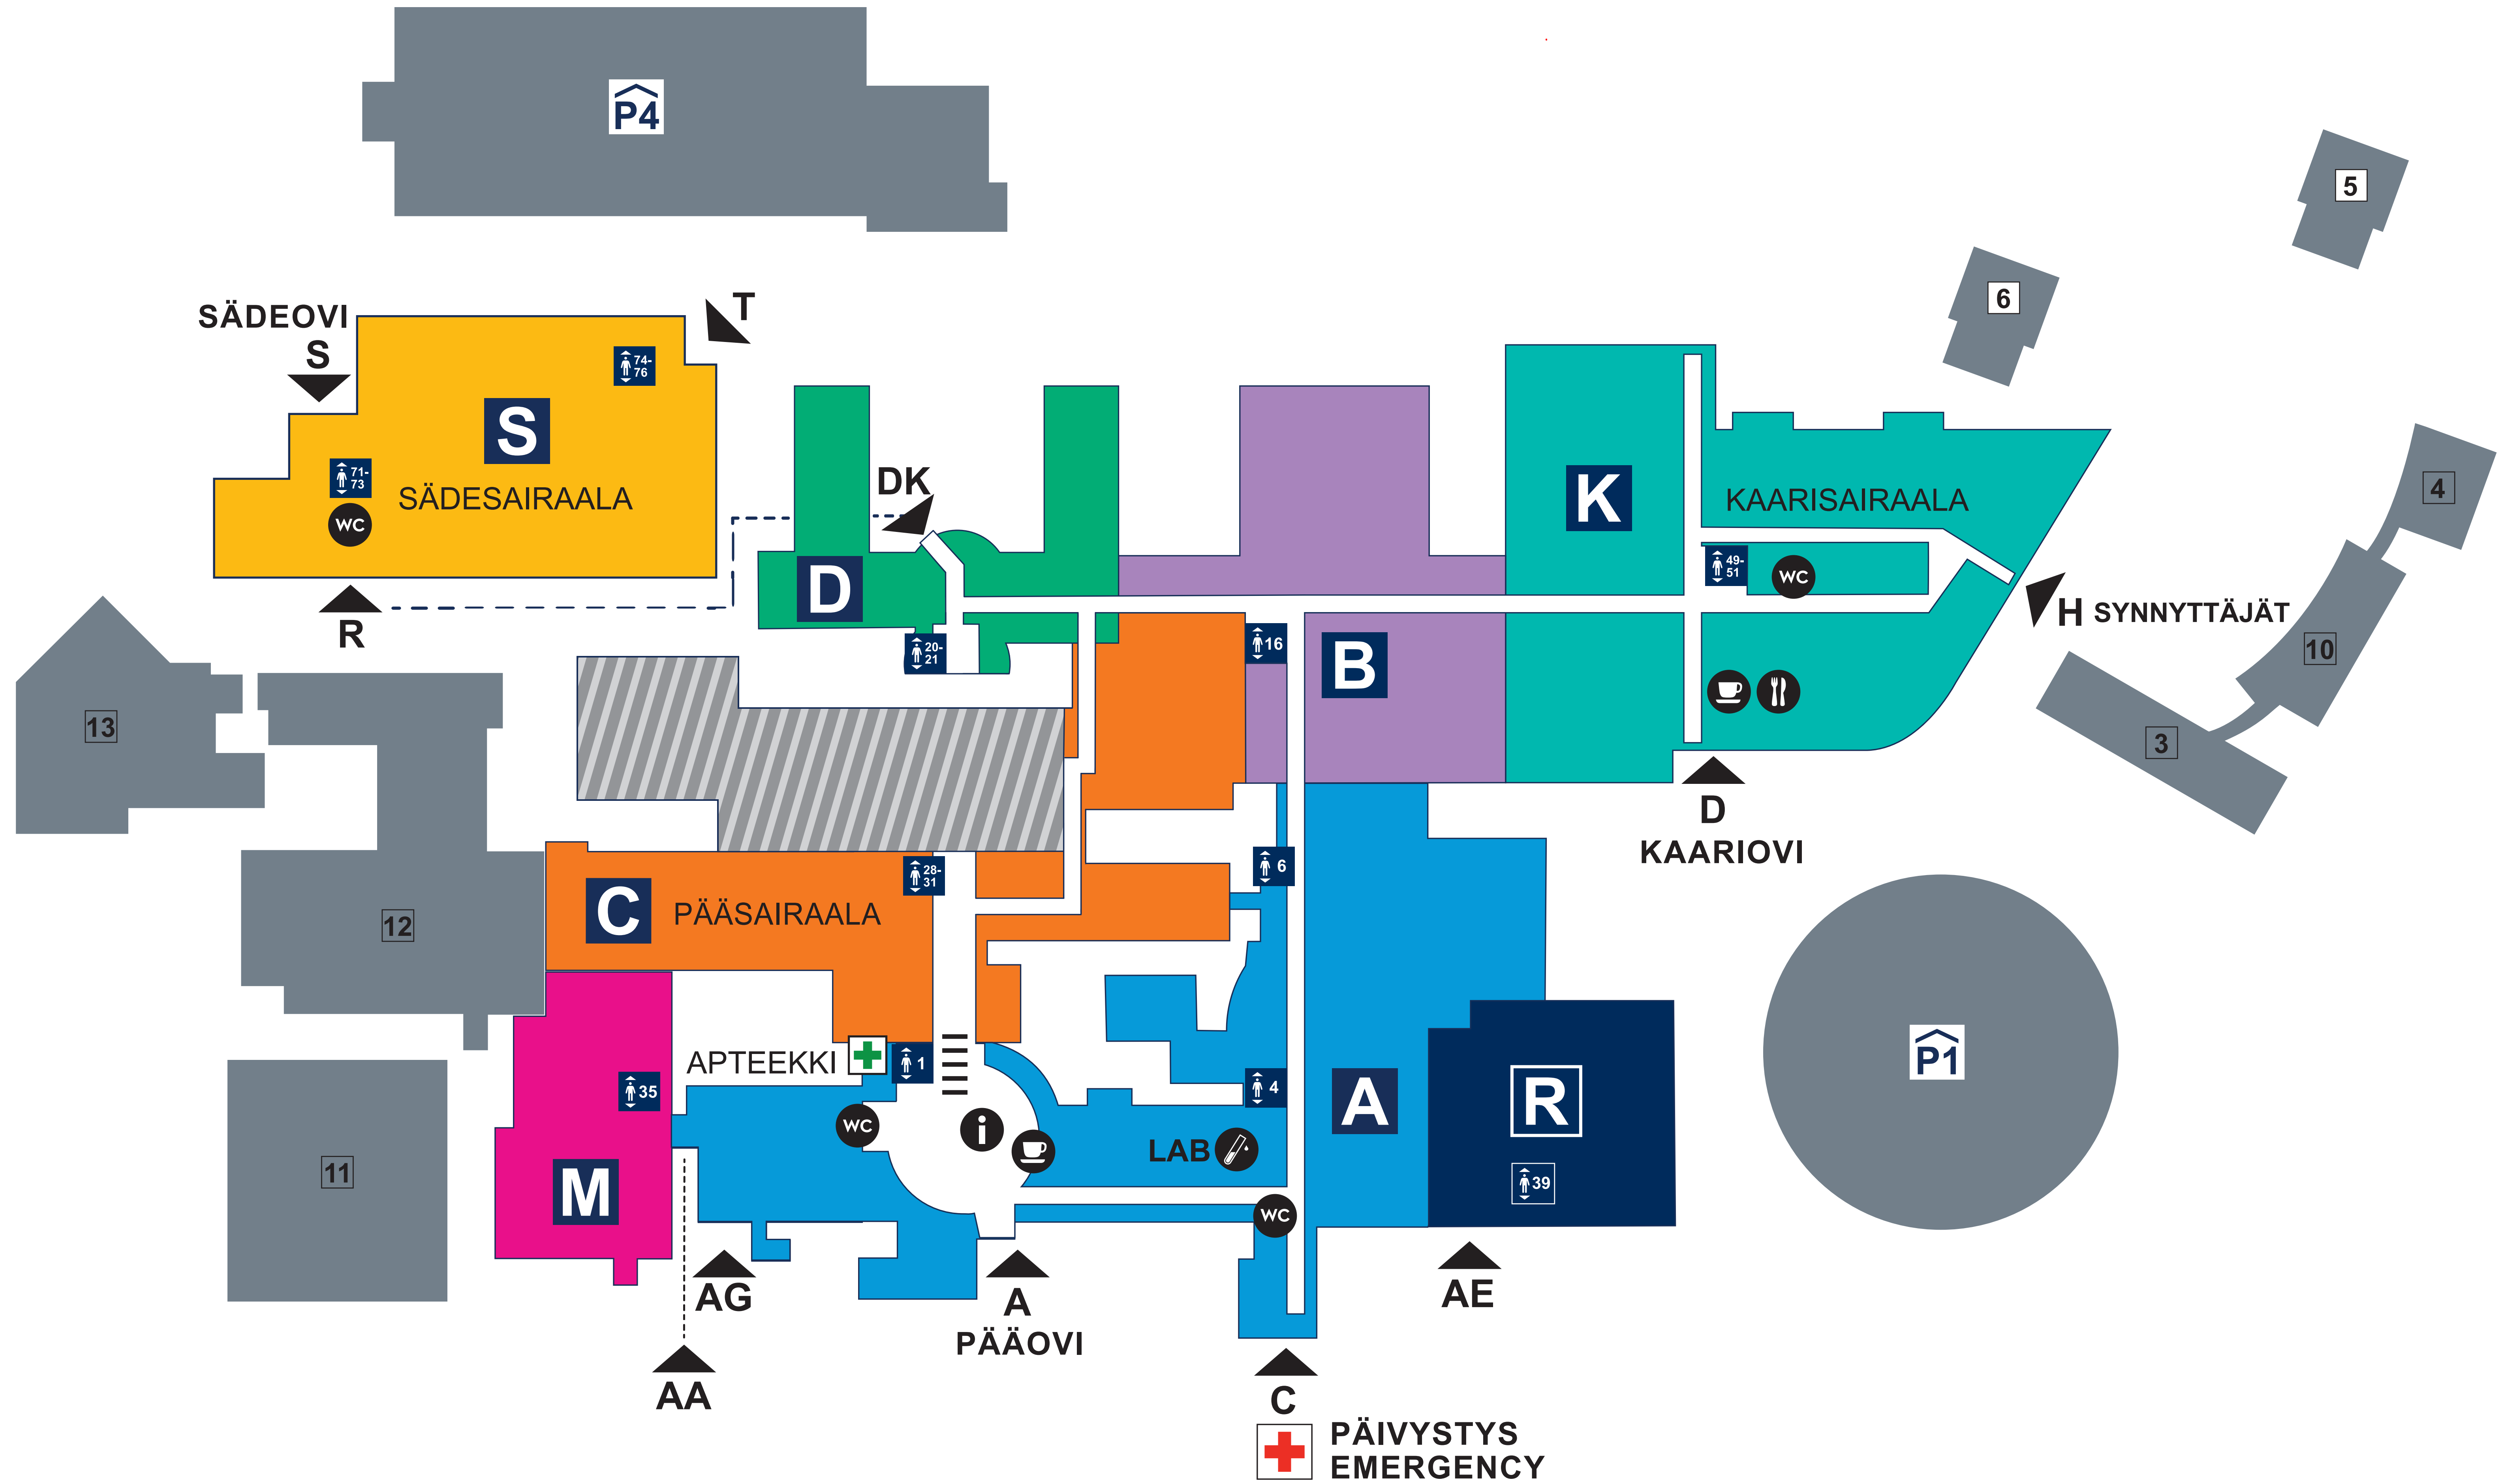 P4
5
6
SÄDEOVI
S
T
74-
76
S
71-
73
SÄDESAIRAALA
WC
R
DK
D
20-
21
K
KAARISAIRAALA
49-
51
WC
4
H SYNNYTTÄJÄT
10
3
16
B
13
D
KAARIOVI
28-
31
6
C
PÄÄSAIRAALA
12
P1
APTEEKKI
1
35
4
A
R
WC
i
LAB
11
M
39
WC
AG
A
PÄÄOVI
AE
AA
C
PÄIVYSTYS
EMERGENCY